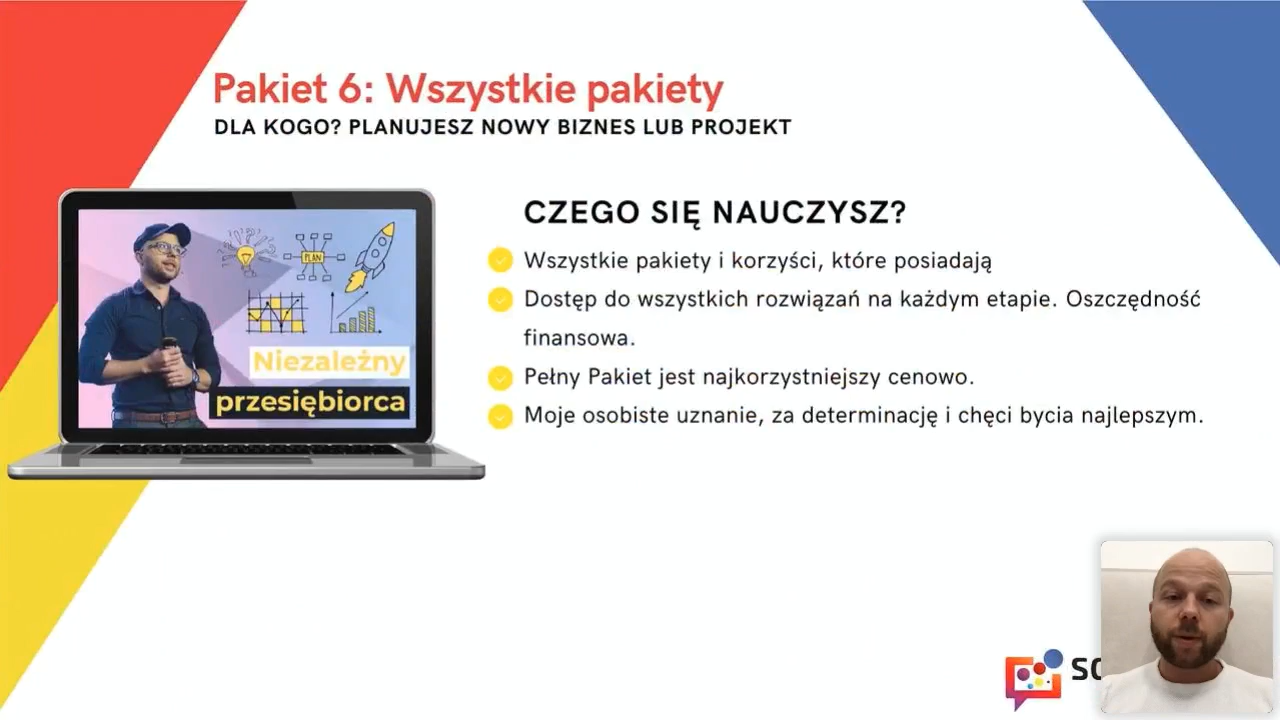 Pakiet 6: Wszystkie pakiety
DLA KOGO? PLANUJESZ NOWY BIZNES LUB PROJEKT
CZEGO SIĘ NAUCZYSZ?
Wszystkie pakiety i korzyści, które posiadają
Dostęp do wszystkich rozwiązań na każdym etapie. Oszczędność
finansowa.
Pełny Pakiet jest najkorzystniejszy cenowo.
Moje osobiste uznanie, za determinację i chęci bycia najlepszym.
PLAN
Niezależny
przesiębiorca